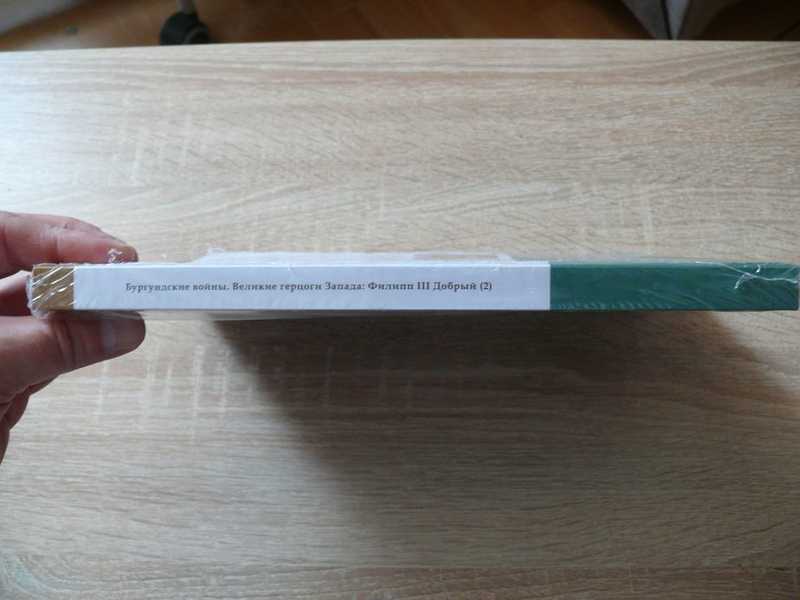 Бургундские войны. Великие герцоги Запада: Филипп III Добрый (2)